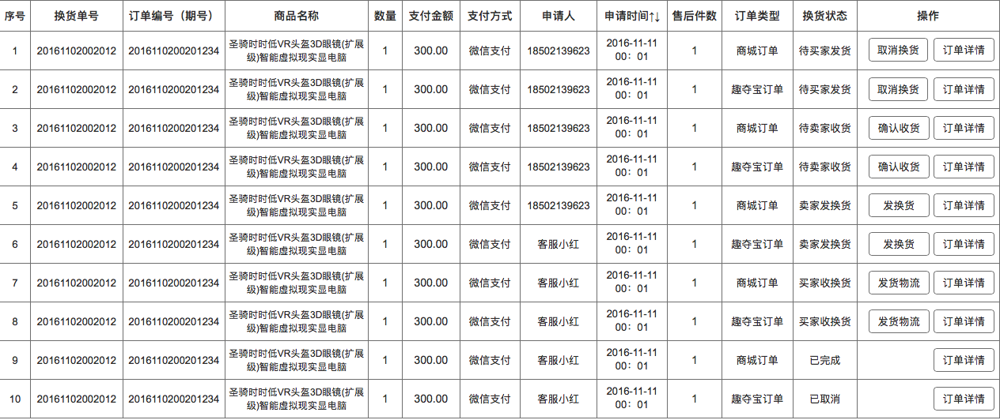 序号 换货单号 订单编号（期号） 商品名称 数量 支付金额 支付方式 申请人 申请时间↑↓ 售后件数 订单类型 换货状态 操作
1 20161102002012 2016110200201234 圣骑时时低VR头盔3D眼镜(扩展 1 300.00 微信支付 18502139623 2016-11-11 1 商城订单 待买家发货 取消换货 订单详情
级)智能虚拟现实显电脑 00：01
2 20161102002012 2016110200201234 圣骑时时低VR头盔3D眼镜(扩展 1 300.00 微信支付 18502139623 2016-11-11 1 趣夺宝订单 待买家发货 取消换货 订单详情
级)智能虚拟现实显电脑 00：01
3 20161102002012 2016110200201234 圣骑时时低VR头盔3D眼镜(扩展 1 300.00 微信支付 18502139623 2016-11-11 1 商城订单 待卖家收货 确认收货 订单详情
级)智能虚拟现实显电脑 00：01
4 20161102002012 2016110200201234 圣骑时时低VR头盔3D眼镜(扩展 1 300.00 微信支付 18502139623 2016-11-11 1 趣夺宝订单 待卖家收货 确认收货 订单详情
级)智能虚拟现实显电脑 00：01
5 20161102002012 2016110200201234 圣骑时时低VR头盔3D眼镜(扩展 1 300.00 微信支付 18502139623 2016-11-11 1 商城订单 卖家发换货 发换货 订单详情
级)智能虚拟现实显电脑 00：01
6 20161102002012 2016110200201234 圣骑时时低VR头盔3D眼镜(扩展 1 300.00 微信支付 客服小红 2016-11-11 1 趣夺宝订单 卖家发换货 发换货 订单详情
级)智能虚拟现实显电脑 00：01
7 20161102002012 2016110200201234 圣骑时时低VR头盔3D眼镜(扩展 1 300.00 微信支付 客服小红 2016-11-11 1 商城订单 买家收换货 发货物流 订单详情
级)智能虚拟现实显电脑 00：01
8 20161102002012 2016110200201234 圣骑时时低VR头盔3D眼镜(扩展 1 300.00 微信支付 客服小红 2016-11-11 1 趣夺宝订单 买家收换货 发货物流 订单详情
级)智能虚拟现实显电脑 00：01
9 20161102002012 2016110200201234 圣骑时时低VR头盔3D眼镜(扩展 1 300.00 微信支付 客服小红 2016-11-11 1 商城订单 已完成 订单详情
级)智能虚拟现实显电脑 00：01
10 20161102002012 2016110200201234 圣骑时时低VR头盔3D眼镜(扩展 1 300.00 微信支付 客服小红 2016-11-11 1 趣夺宝订单 已取消 订单详情
级)智能虚拟现实显电脑 00：01